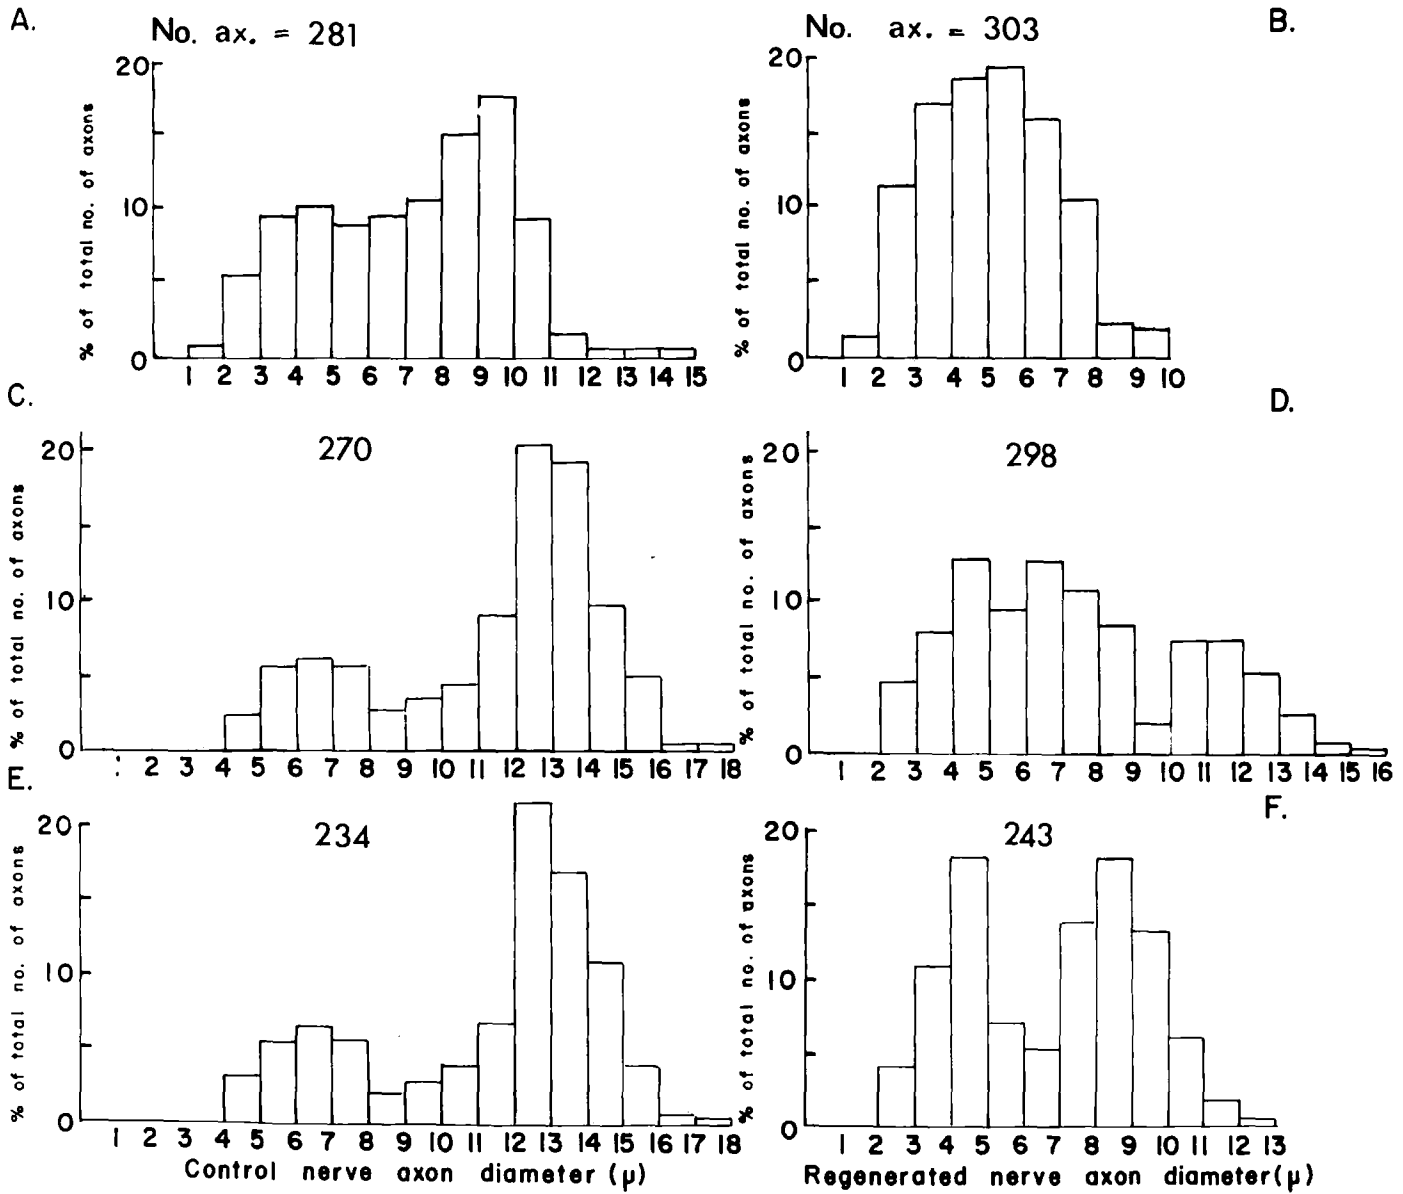 A.
No. ax. = 281
% of total no. of axons
20
10
0
1 2 3 4 5 6 7 8 9 10 11 12 13 14 15
B.
No. ax. = 303
% of total no. of axons
20
10
0
1 2 3 4 5 6 7 8 9 10
C.
270
% of total no. of axons
20
10
0
2 3 4 5 6 7 8 9 10 11 12 13 14 15 16 17 18
D.
298
% of total no. of axons
20
10
0
1 2 3 4 5 6 7 8 9 10 11 12 13 14 15 16
E.
234
% of total no. of axons
20
10
0
1 2 3 4 5 6 7 8 9 10 11 12 13 14 15 16 17 18
Control nerve axon diameter (μ)
F.
243
% of total no. of axons
20
10
0
1 2 3 4 5 6 7 8 9 10 11 12 13
Regenerated nerve axon diameter(μ)